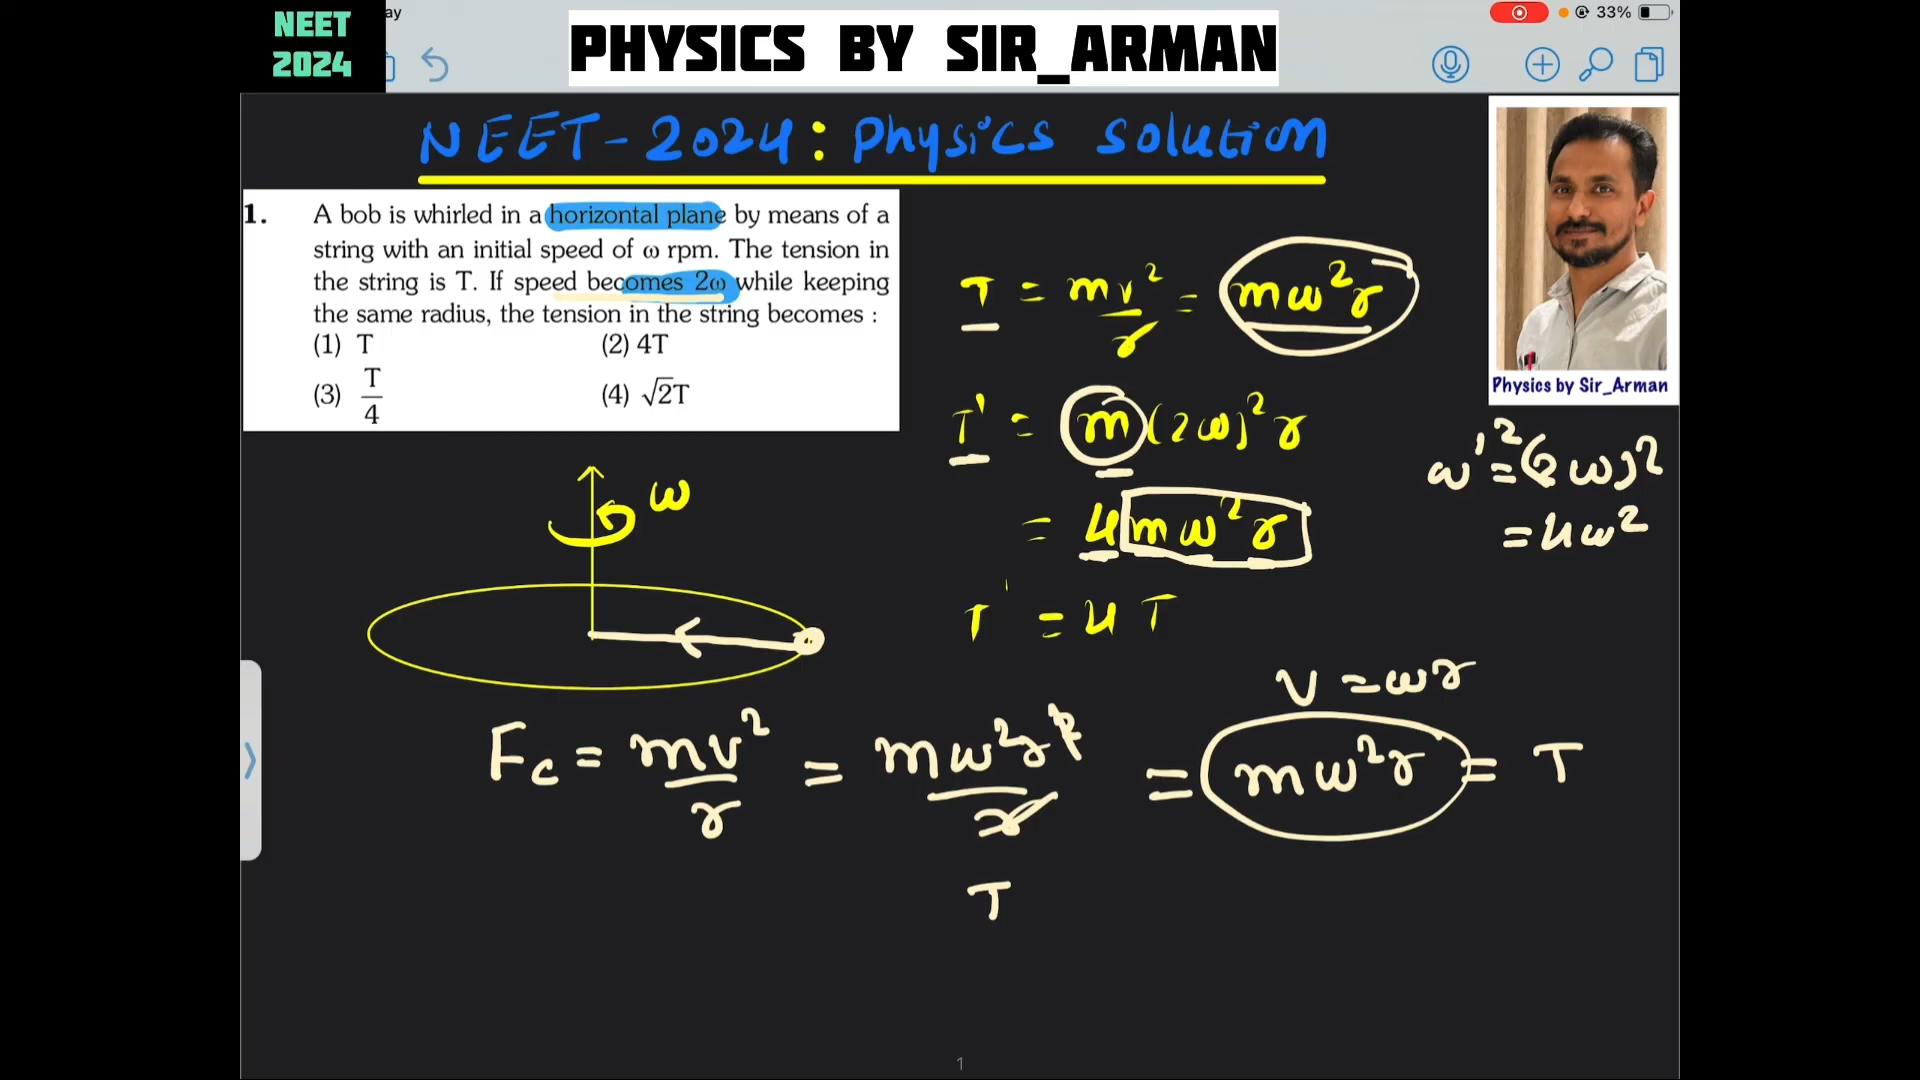 NEET
2024
ay
PHYSICS BY SIR_ARMAN
33%
NEET-2024: Physics solution
1. A bob is whirled in a horizontal plane by means of a
string with an initial speed of ω rpm. The tension in
the string is T. If speed becomes 2ω while keeping
the same radius, the tension in the string becomes :
(1) T (2) 4T
(3) T/4 (4) √2T
Physics by Sir_Arman
T = mv²/r = mω²r
T' = m(2ω)²r
= 4mω²r
T' = 4T
ω'² = (2ω)²
= 4ω²
ω
V = ωr
Fc = mv²/r = mω²r²/r = mω²r = T
T
1